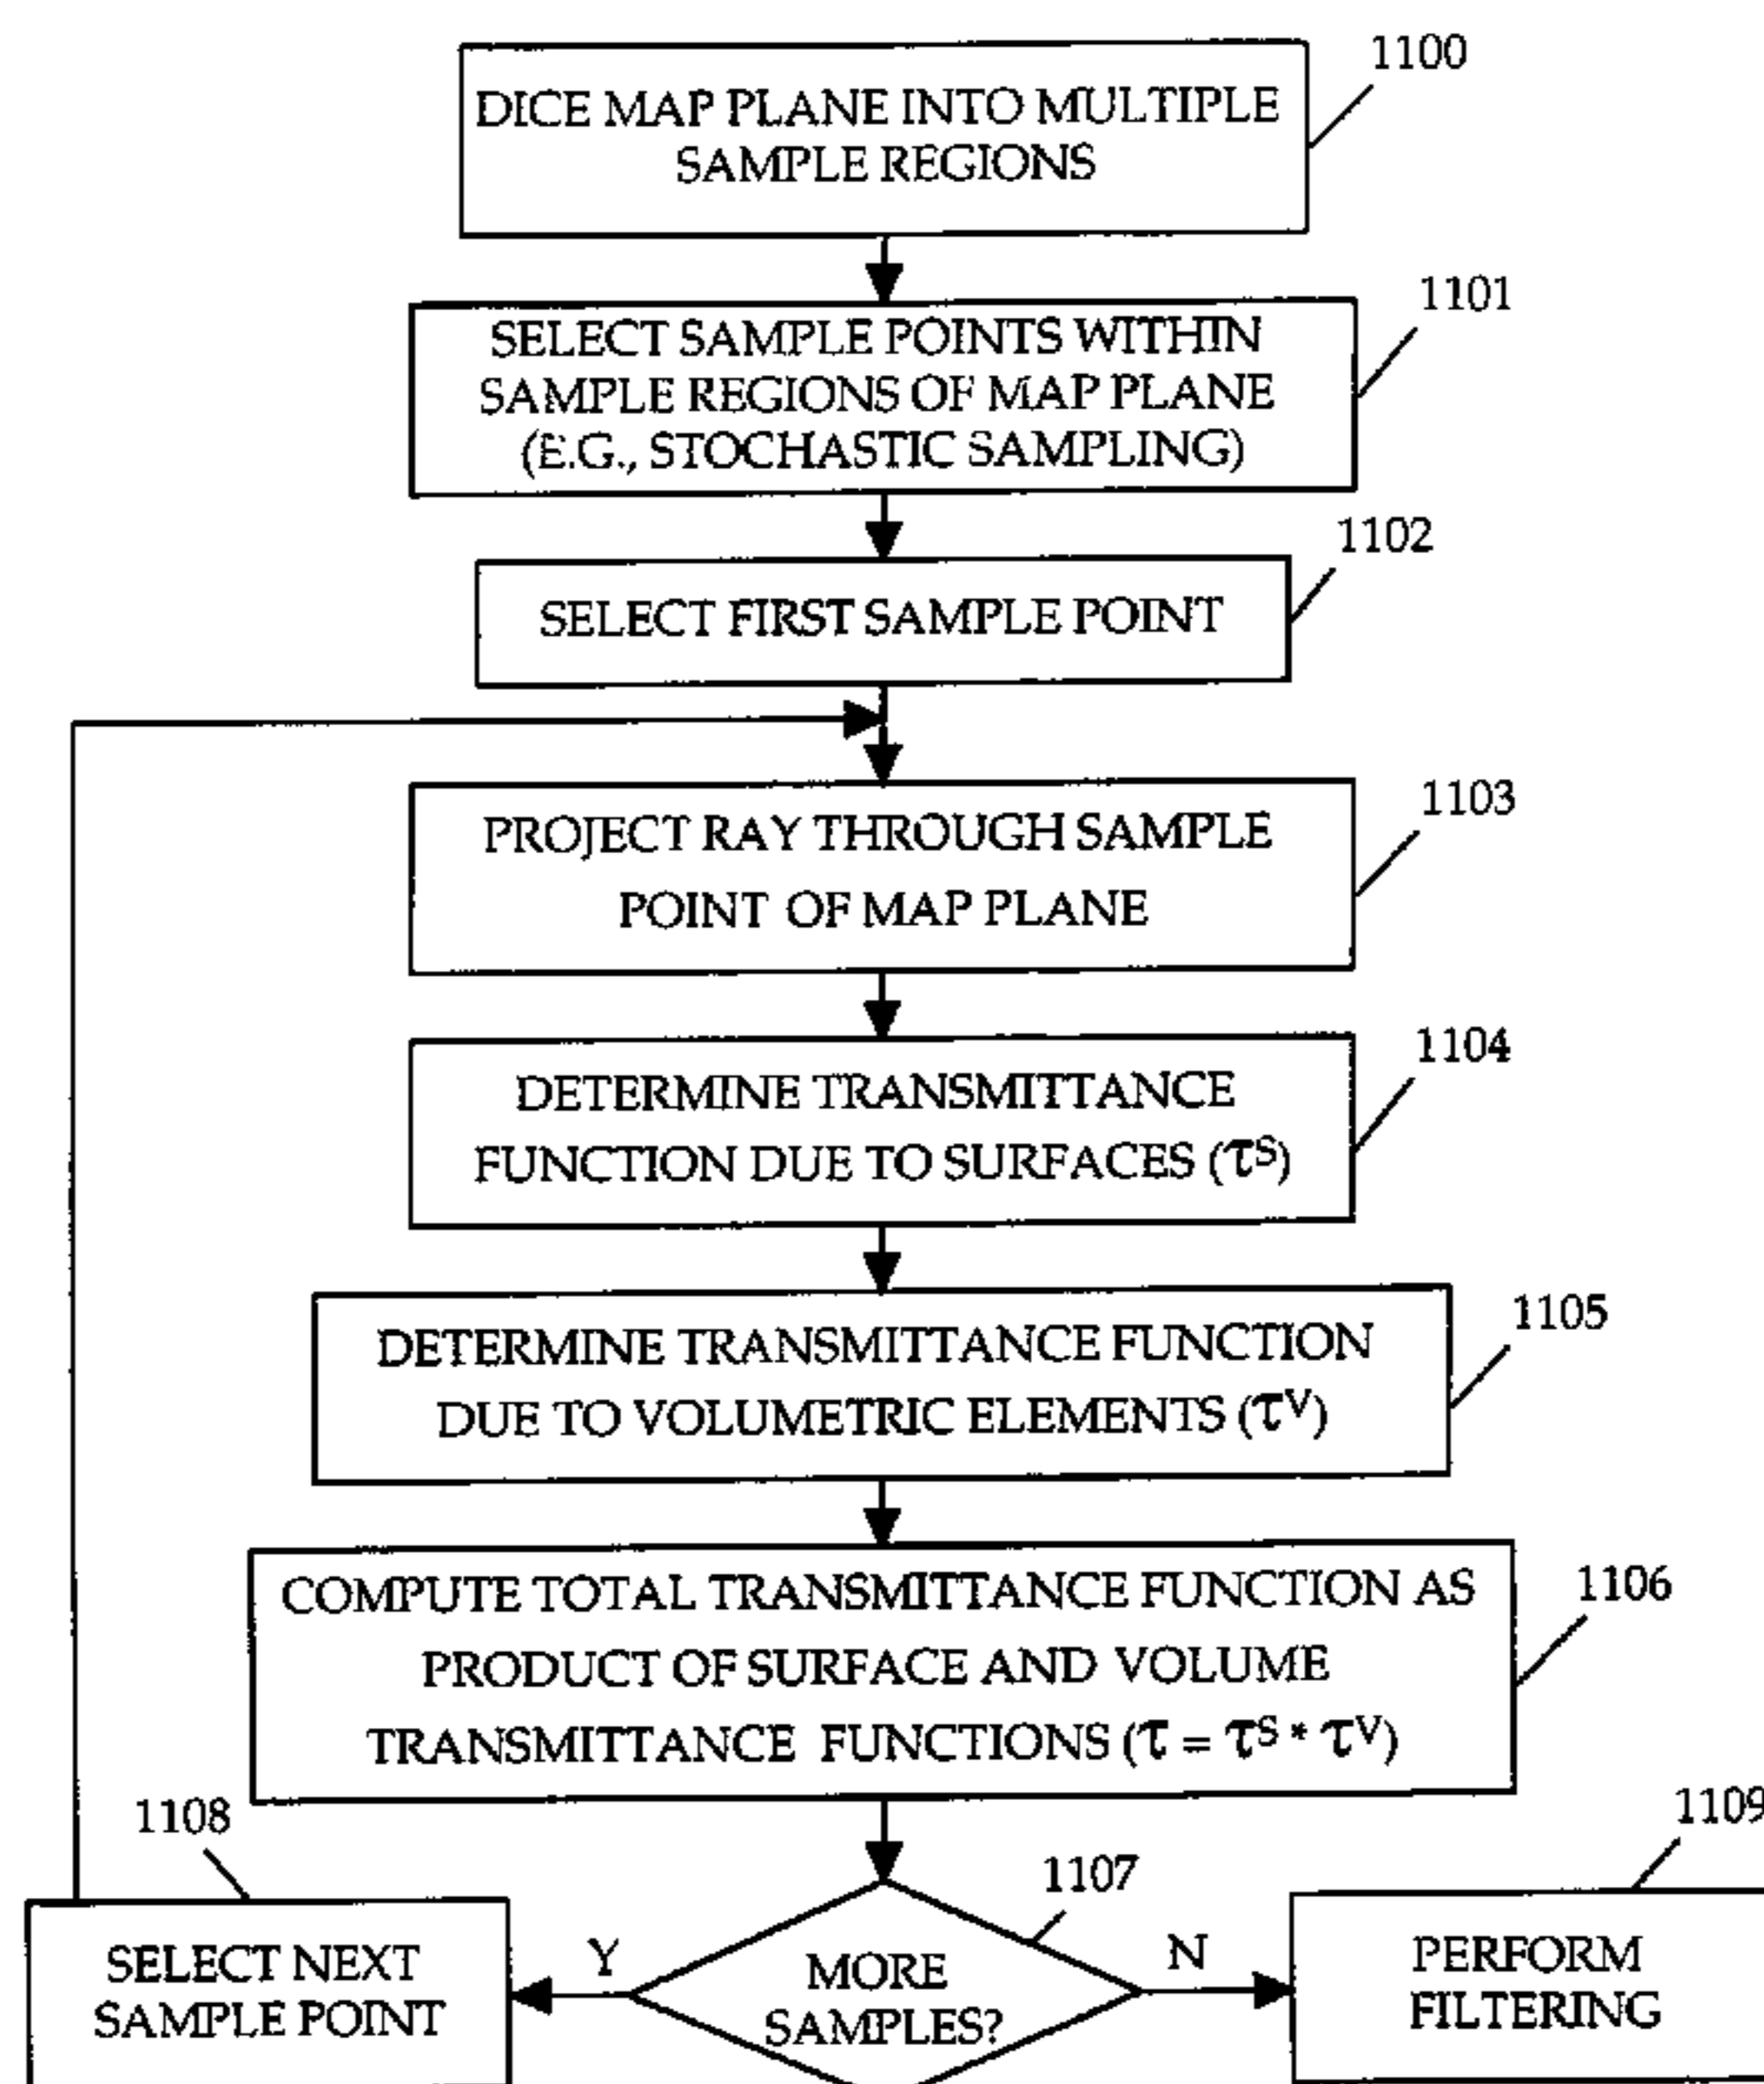 1100
DICE MAP PLANE INTO MULTIPLE
SAMPLE REGIONS
1101
SELECT SAMPLE POINTS WITHIN
SAMPLE REGIONS OF MAP PLANE
(E.G., STOCHASTIC SAMPLING)
1102
SELECT FIRST SAMPLE POINT
1103
PROJECT RAY THROUGH SAMPLE
POINT OF MAP PLANE
1104
DETERMINE TRANSMITTANCE
FUNCTION DUE TO SURFACES (τS)
1105
DETERMINE TRANSMITTANCE FUNCTION
DUE TO VOLUMETRIC ELEMENTS (τV)
1106
COMPUTE TOTAL TRANSMITTANCE FUNCTION AS
PRODUCT OF SURFACE AND VOLUME
TRANSMITTANCE FUNCTIONS (τ = τS * τV)
1107
MORE
SAMPLES?
Y
1108
SELECT NEXT
SAMPLE POINT
N
1109
PERFORM
FILTERING